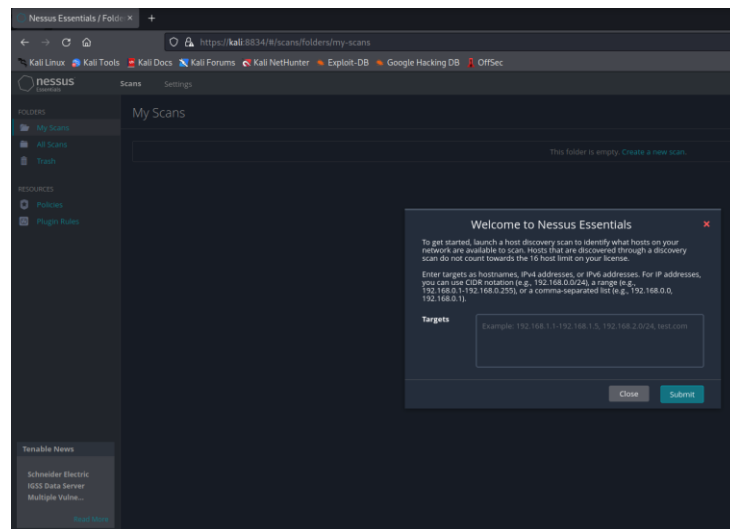 Nessus Essentials / Folde
https://kali:8834/#/scans/folders/my-scans
Kali Linux Kali Tools Kali Docs Kali Forums Kali NetHunter Exploit-DB Google Hacking DB OffSec
nessus Scans Settings
Essentials
FOLDERS
My Scans
All Scans
Trash
RESOURCES
Policies
Plugin Rules
My Scans
This folder is empty. Create a new scan.
Welcome to Nessus Essentials
To get started, launch a host discovery scan to identify what hosts on your
network are available to scan. Hosts that are discovered through a discovery
scan do not count towards the 16 host limit on your license.
Enter targets as hostnames, IPv4 addresses, or IPv6 addresses. For IP addresses,
you can use CIDR notation (e.g., 192.168.0.0/24), a range (e.g.,
192.168.0.1-192.168.0.255), or a comma-separated list (e.g., 192.168.0.0,
192.168.0.1).
Targets
Example: 192.168.1.1-192.168.1.5, 192.168.2.0/24, test.com
Close Submit
Tenable News
Schneider Electric
IGSS Data Server
Multiple Vulne...
Read More